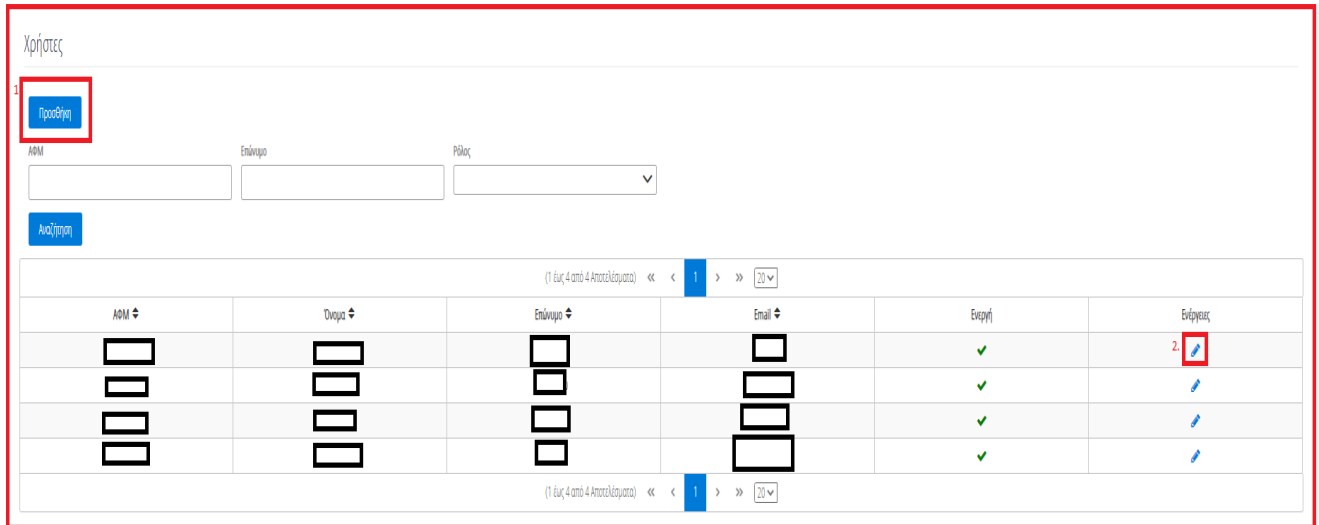 Χρήστες
1
Προσθήκη
ΑΦΜ Επώνυμο Ρόλος
Αναζήτηση
(1 έως 4 από 4 Αποτελέσματα) « ‹ 1 › » 20
ΑΦΜ Όνομα Επώνυμο Email Ενεργή Ενέργειες
2.
(1 έως 4 από 4 Αποτελέσματα) « ‹ 1 › » 20